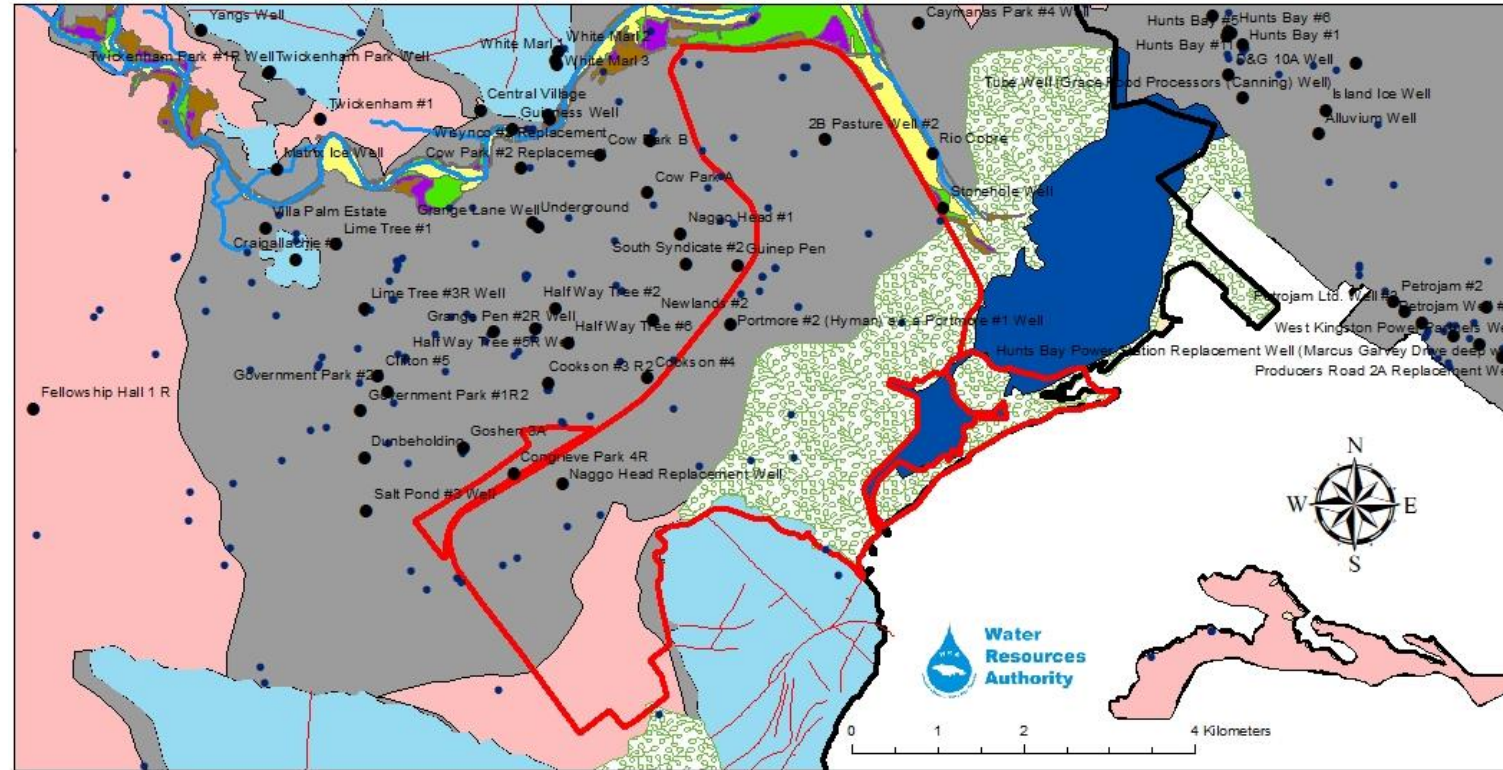 Yangs Well
Caymanas Park #4 Well
Hunts Bay #5
Hunts Bay #6
Hunts Bay #1
White Marl 1
White Marl 2
White Marl 3
Hunts Bay #11
D&G 10A Well
Twickenham Park #1R Well
Twickenham Park Well
Tube Well (Grace Food Processors (Canning) Well)
Twickenham #1
Central Village
Guinness Well
Island Ice Well
Alluvium Well
2B Pasture Well #2
Replacement
Cow Park B
Matrix Ice Well
Cow Park #2 Replacement
Rio Cobre
Cow Park A
Stonehole Well
Villa Palm Estate
Grange Lane Well
Underground
Naggo Head #1
Lime Tree #1
South Syndicate #2
Guinep Pen
Lime Tree #3R Well
Half Way Tree #2
Newlands #2
Petrojam Ltd. Well
Petrojam #2
Grange Pen #2R Well
Half Way Tree #6
Portmore #2 (Hyman) a.k.a Portmore #1 Well
Half Way Tree #5R Well
Hunts Bay Power Station Replacement Well (Marcus Garvey Drive deep
Clifton #5
Government Park #2
Cookson #3 R2
Cookson #4
Producers Road 2A Replacement
Fellowship Hall 1 R
Government Park #1R2
Dunbeholding
Goshen 3A
Congrieve Park 4R
Naggo Head Replacement Well
Salt Pond #3 Well
N
W
E
S
Water
Resources
Authority
0 1 2 4 Kilometers